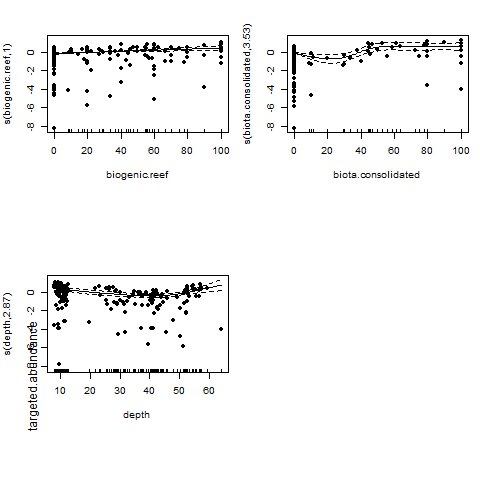 s(biogenic.reef,1)
0
-2
-4
-6
-8
0 20 40 60 80 100
biogenic.reef
s(biota.consolidated,3.53)
0
-2
-4
-6
-8
0 20 40 60 80 100
biota.consolidated
s(depth,2.87)
targeted.abundance
0
-2
-4
-6
-8
10 20 30 40 50 60
depth